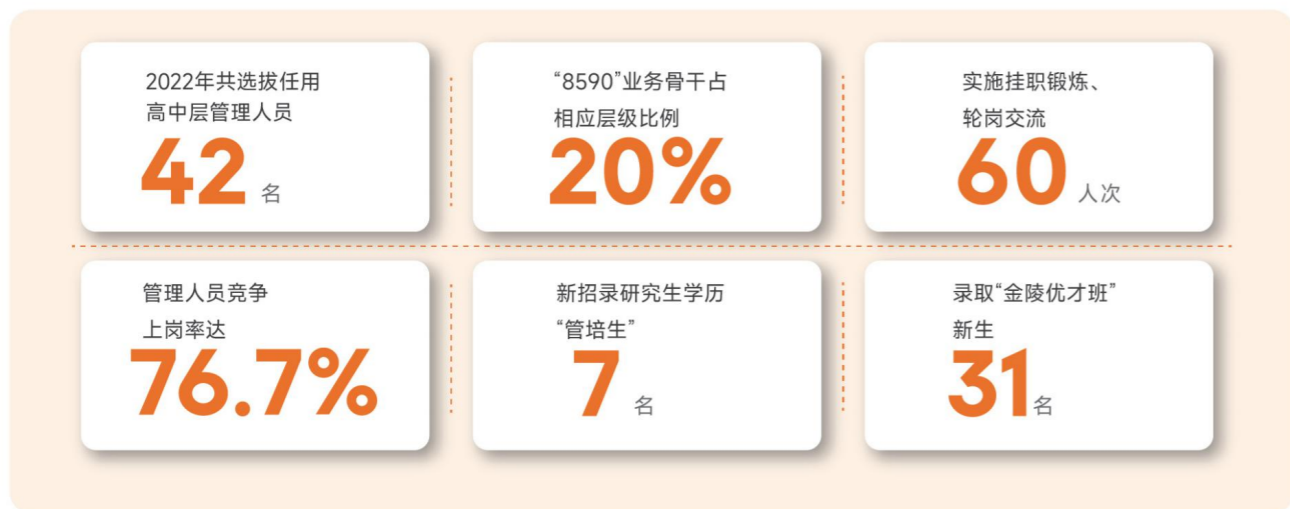 2022年共选拔任用
高中层管理人员
42 名
“8590”业务骨干占
相应层级比例
20%
实施挂职锻炼、
轮岗交流
60 人次
管理人员竞争
上岗率达
76.7%
新招录研究生学历
“管培生”
7 名
录取“金陵优才班”
新生
31名